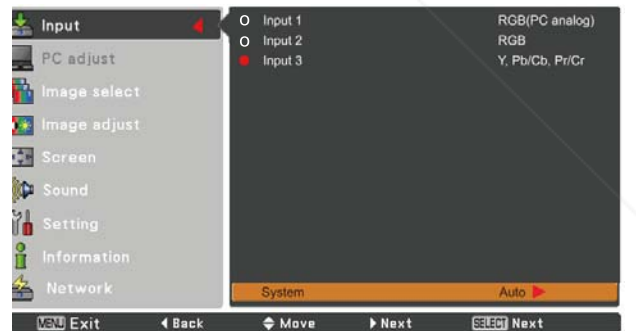 Input
PC adjust
Image select
Image adjust
Screen
Sound
Setting
Information
Network
Input 1 RGB(PC analog)
Input 2 RGB
Input 3 Y, Pb/Cb, Pr/Cr
System Auto
MENU Exit Back Move Next SELECT Next